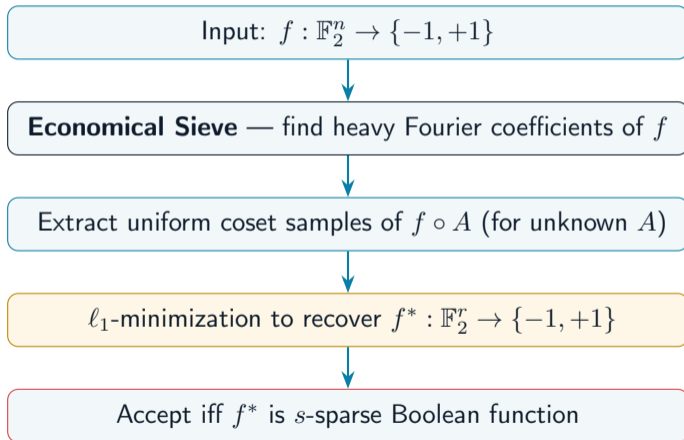 Input: f : 𝔽₂ⁿ → {−1, +1}
Economical Sieve — find heavy Fourier coefficients of f
Extract uniform coset samples of f ∘ A (for unknown A)
ℓ₁-minimization to recover f* : 𝔽₂ʳ → {−1, +1}
Accept iff f* is s-sparse Boolean function